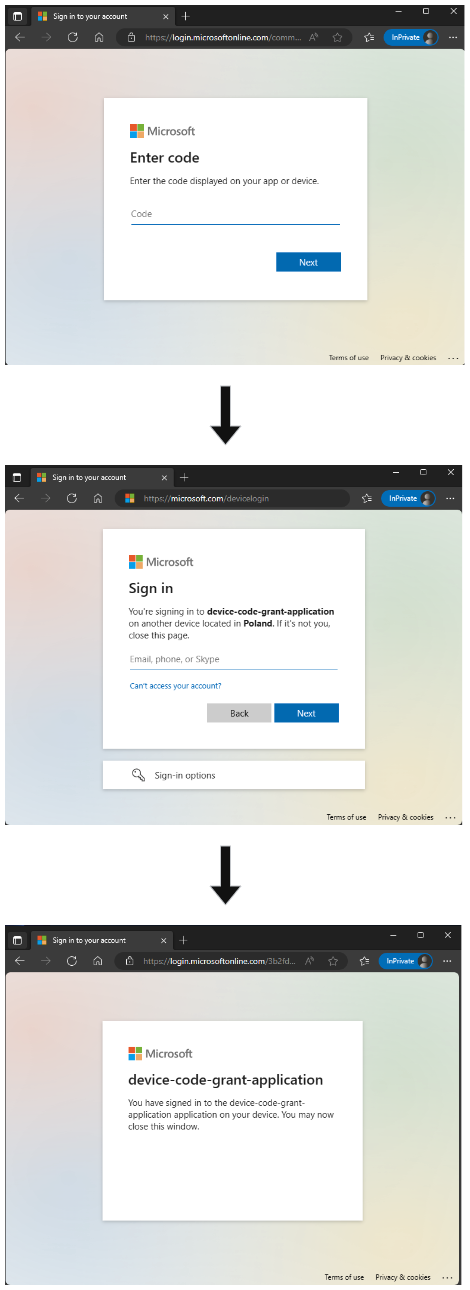 Sign in to your account
https://login.microsoftonline.com/comm...
InPrivate
Microsoft
Enter code
Enter the code displayed on your app or device.
Code
Next
Terms of use Privacy & cookies ...
Sign in to your account
https://microsoft.com/devicelogin
InPrivate
Microsoft
Sign in
You're signing in to device-code-grant-application
on another device located in Poland. If it's not you,
close this page.
Email, phone, or Skype
Can't access your account?
Back Next
Sign-in options
Terms of use Privacy & cookies ...
Sign in to your account
https://login.microsoftonline.com/3b2fd...
InPrivate
Microsoft
device-code-grant-application
You have signed in to the device-code-grant-
application application on your device. You may now
close this window.
Terms of use Privacy & cookies ...